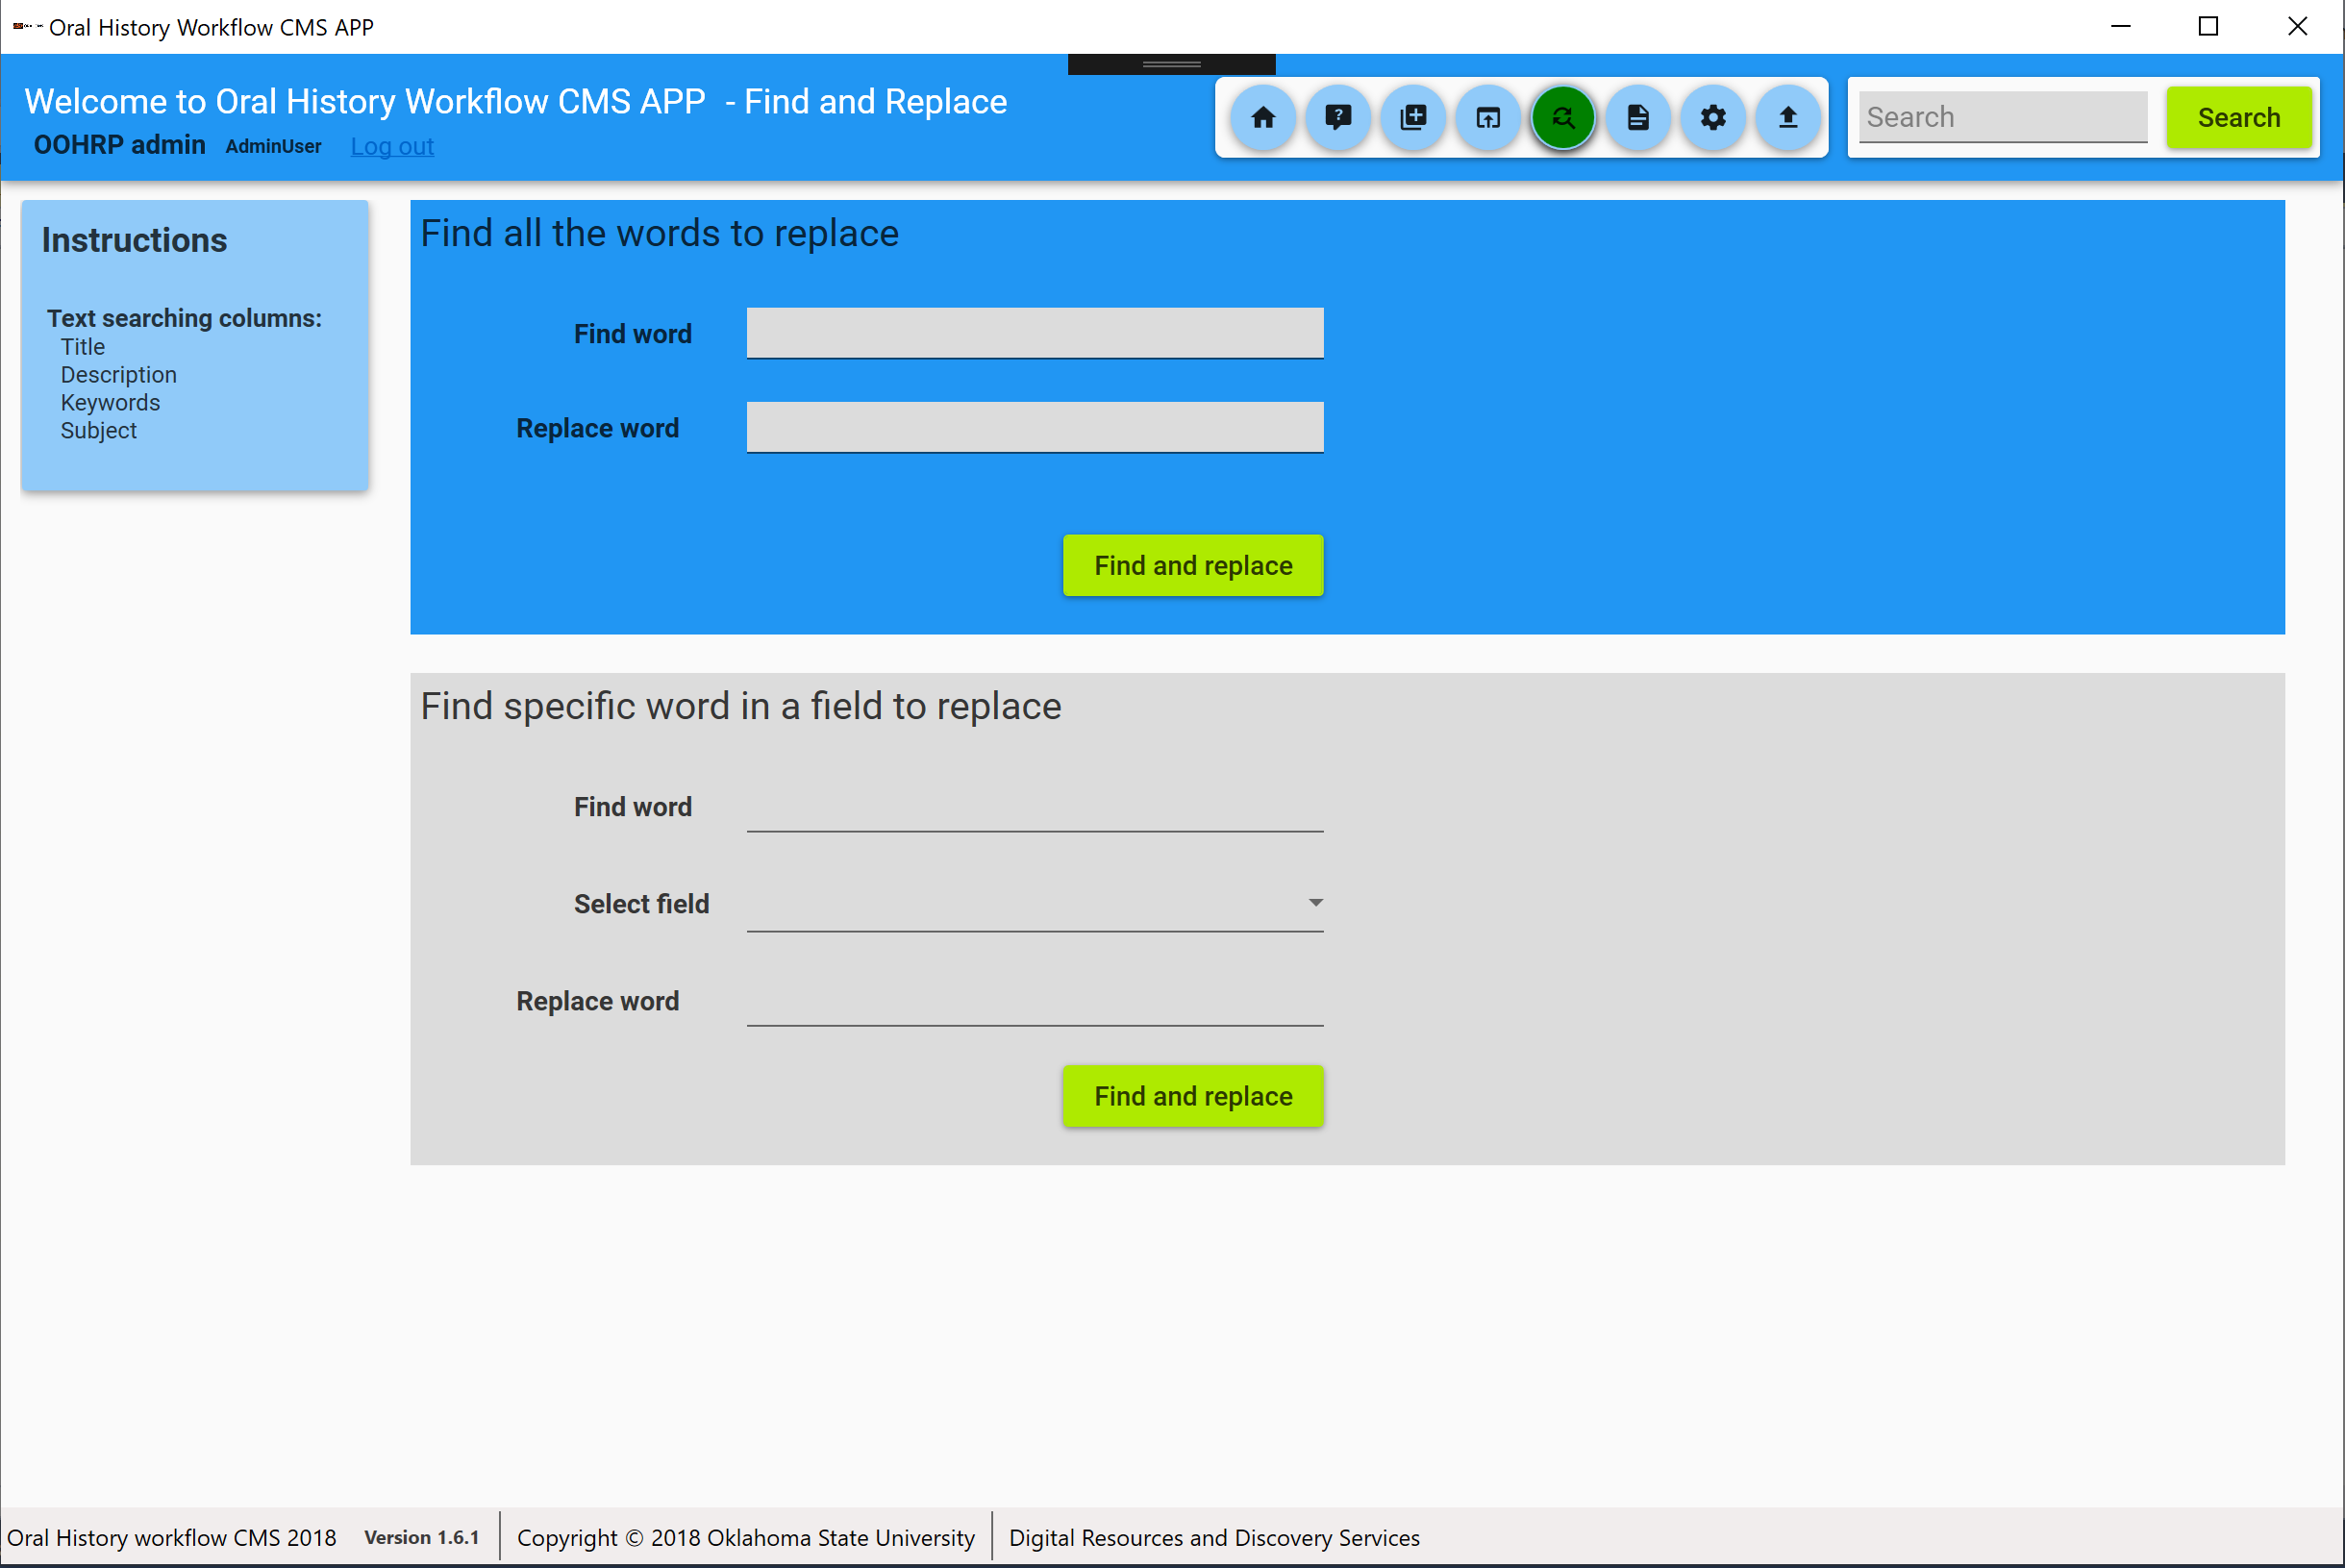 Oral History Workflow CMS APP
Welcome to Oral History Workflow CMS APP - Find and Replace
OOHRP admin AdminUser Log out
Search Search
Instructions
Text searching columns:
Title
Description
Keywords
Subject
Find all the words to replace
Find word
Replace word
Find and replace
Find specific word in a field to replace
Find word
Select field
Replace word
Find and replace
Oral History workflow CMS 2018 Version 1.6.1 Copyright © 2018 Oklahoma State University Digital Resources and Discovery Services